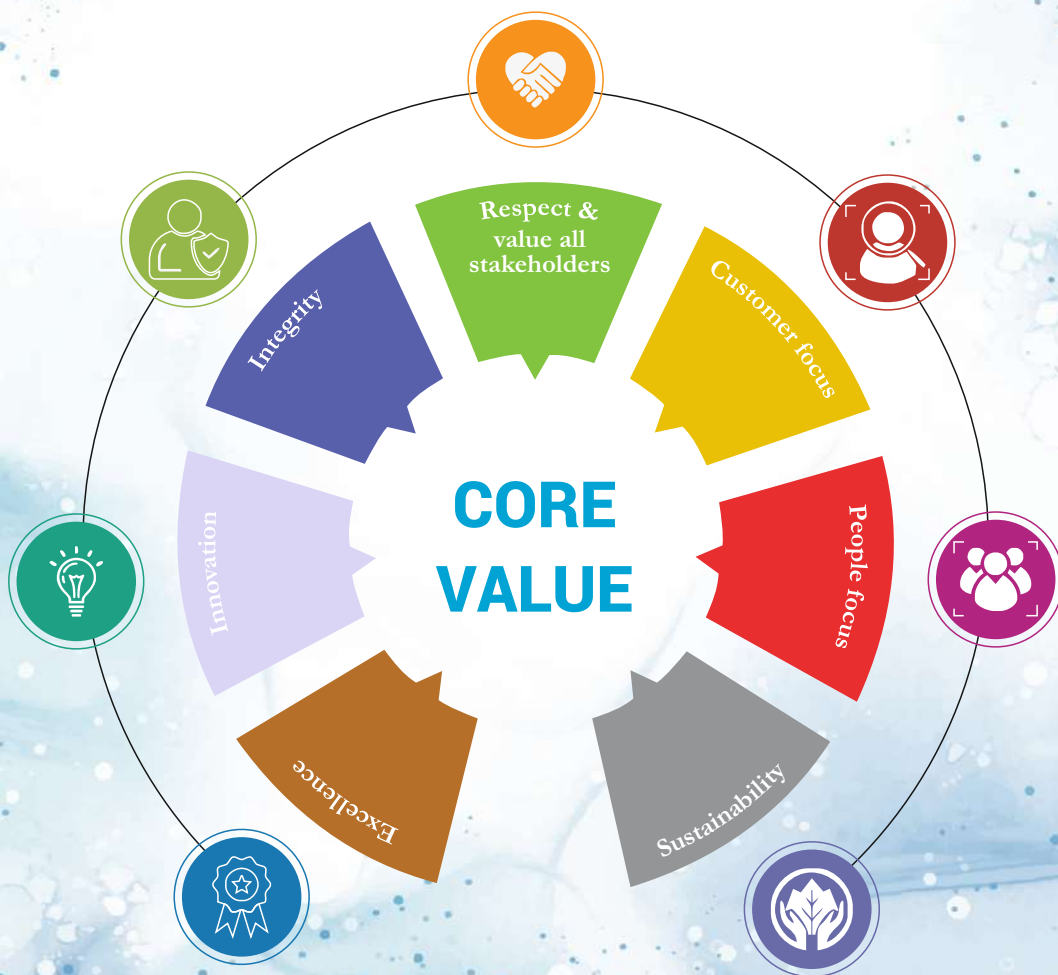 Respect &
value all
stakeholders
Customer focus
People focus
Sustainability
Excellence
Innovation
Integrity
CORE
VALUE